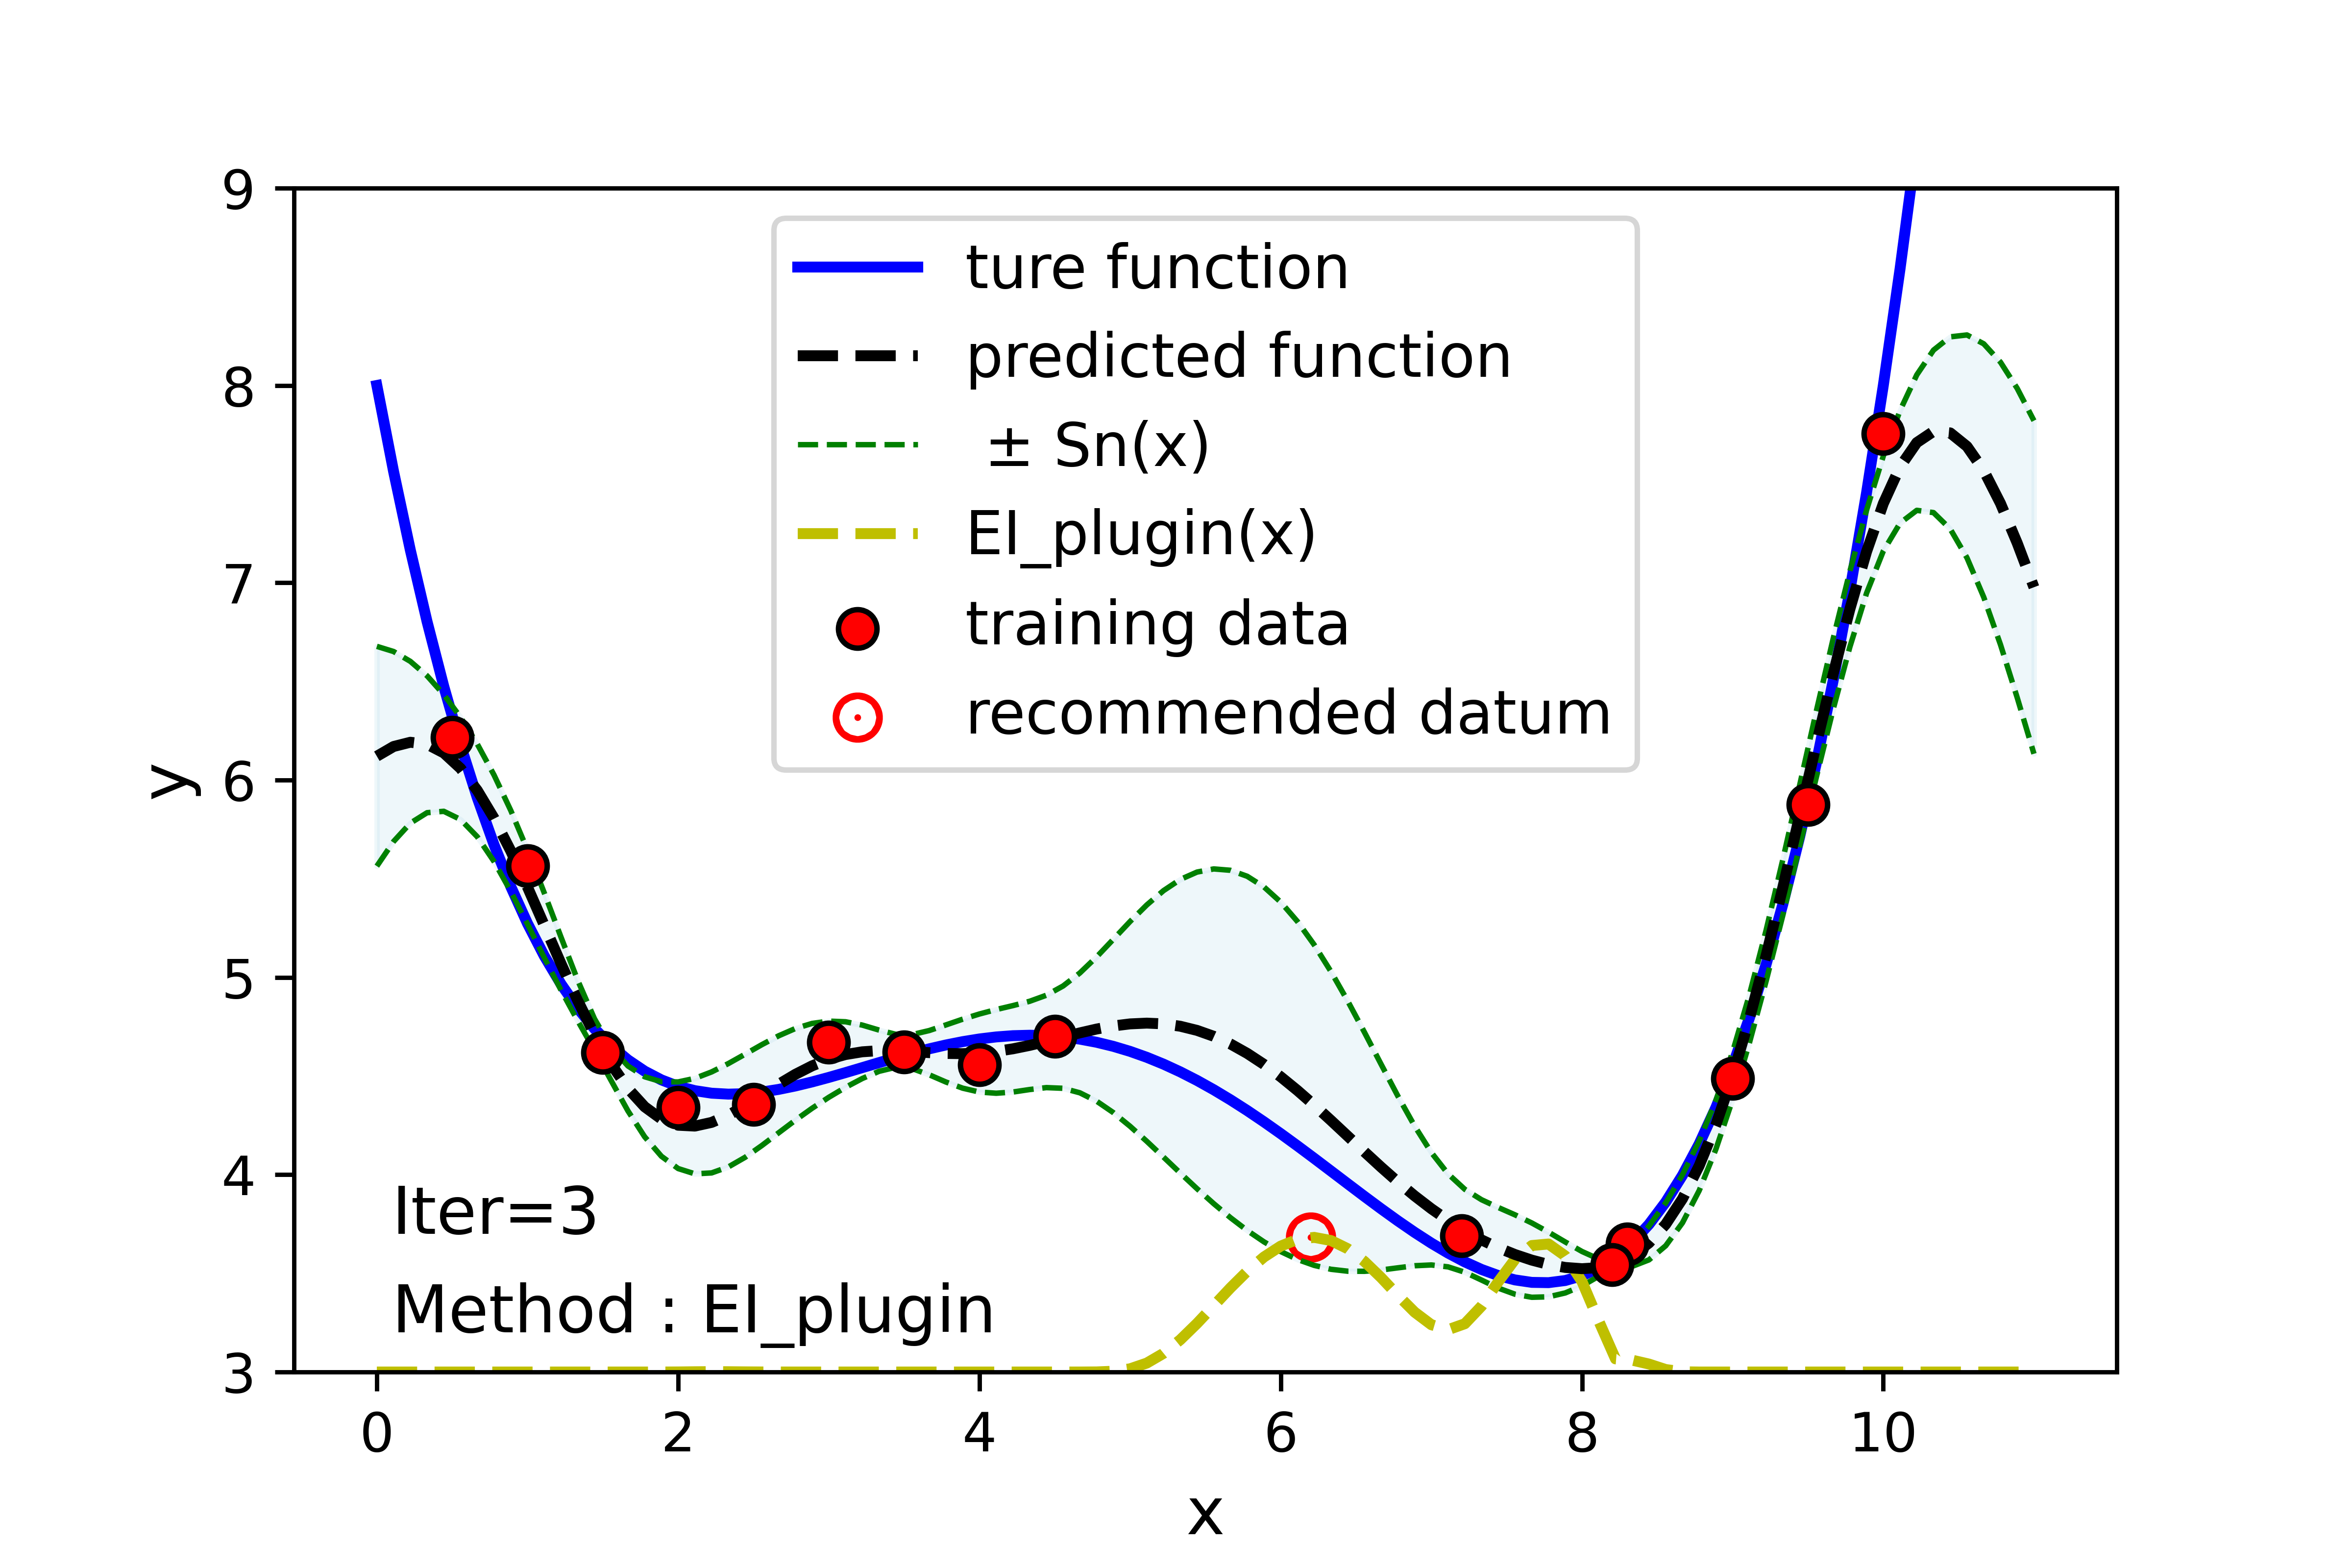 9
8
7
6
5
4
3
y
ture function
predicted function
± Sn(x)
EI_plugin(x)
training data
recommended datum
Iter=3
Method : EI_plugin
0 2 4 6 8 10
x